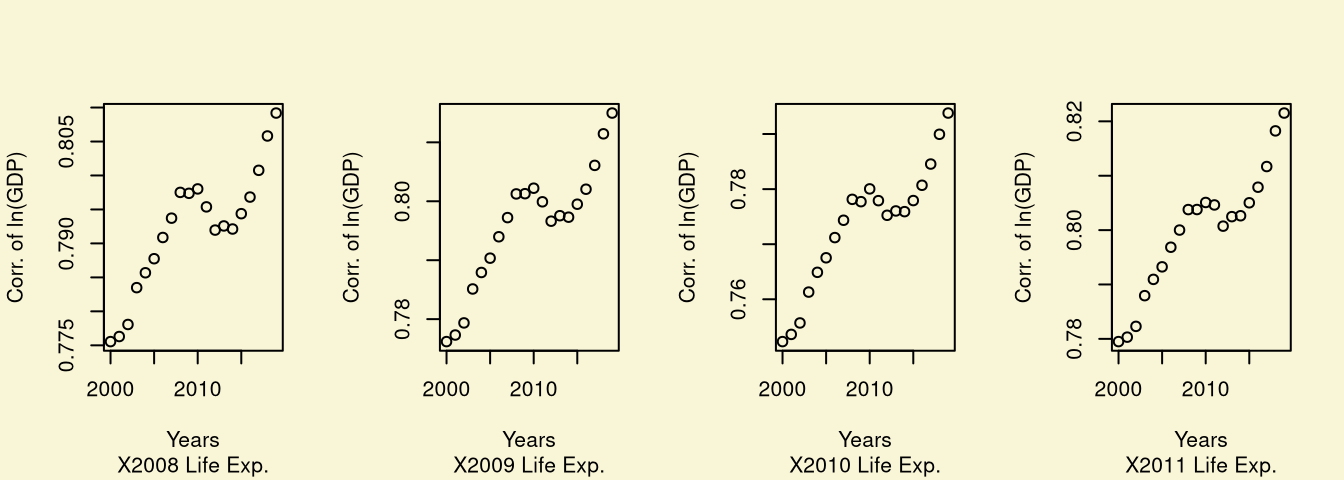 Corr. of ln(GDP)
0.775 0.790 0.805
2000 2010
Years
X2008 Life Exp.
Corr. of ln(GDP)
0.78 0.80
2000 2010
Years
X2009 Life Exp.
Corr. of ln(GDP)
0.76 0.78
2000 2010
Years
X2010 Life Exp.
Corr. of ln(GDP)
0.78 0.80 0.82
2000 2010
Years
X2011 Life Exp.